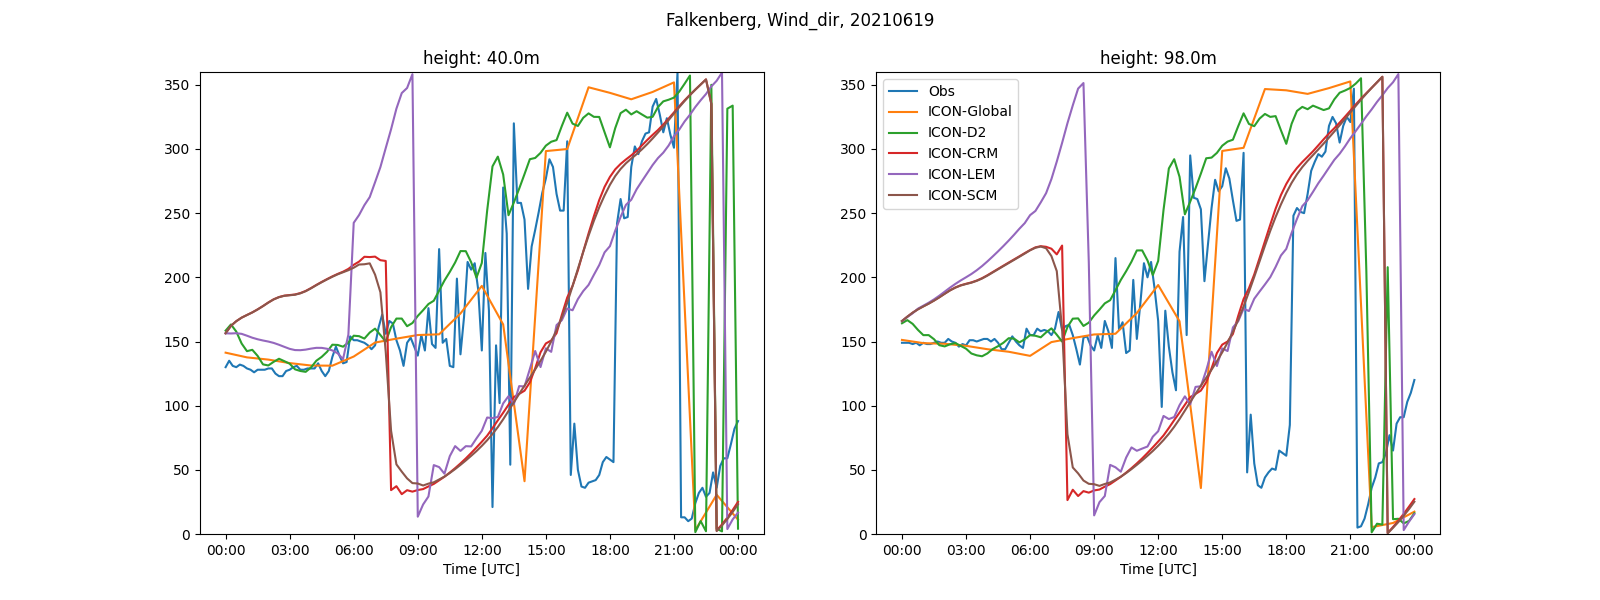 Falkenberg, Wind_dir, 20210619
height: 40.0m
350
300
250
200
150
100
50
0
00:00 03:00 06:00 09:00 12:00 15:00 18:00 21:00 00:00
Time [UTC]
height: 98.0m
Obs
ICON-Global
ICON-D2
ICON-CRM
ICON-LEM
ICON-SCM
350
300
250
200
150
100
50
0
00:00 03:00 06:00 09:00 12:00 15:00 18:00 21:00 00:00
Time [UTC]